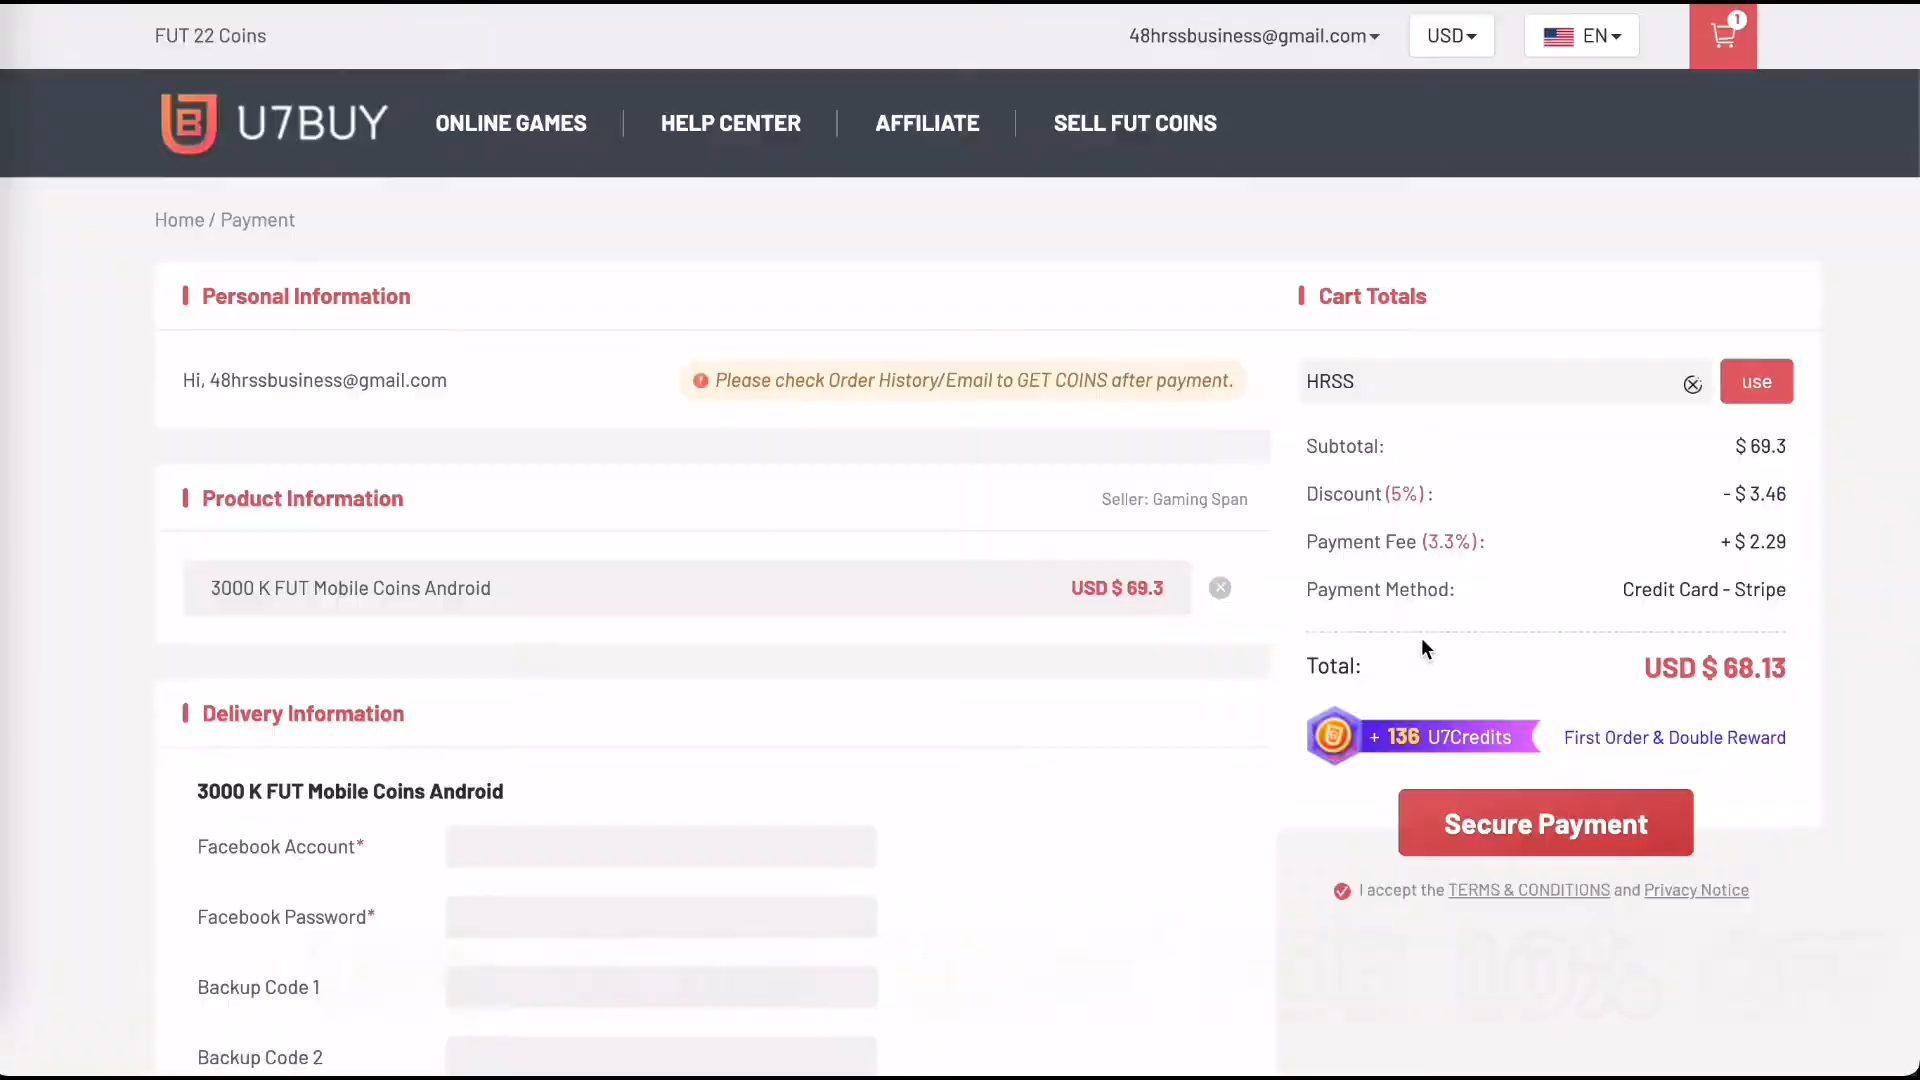 FUT 22 Coins
48hrssbusiness@gmail.com
USD
EN
1
U7BUY
ONLINE GAMES
HELP CENTER
AFFILIATE
SELL FUT COINS
Home / Payment
Personal Information
Hi, 48hrssbusiness@gmail.com
Please check Order History/Email to GET COINS after payment.
Product Information
Seller: Gaming Span
3000 K FUT Mobile Coins Android
USD $ 69.3
Delivery Information
3000 K FUT Mobile Coins Android
Facebook Account*
Facebook Password*
Backup Code 1
Backup Code 2
Cart Totals
HRSS
use
Subtotal: $ 69.3
Discount (5%) : - $ 3.46
Payment Fee (3.3%) : + $ 2.29
Payment Method: Credit Card - Stripe
Total: USD $ 68.13
+ 136 U7Credits
First Order & Double Reward
Secure Payment
I accept the TERMS & CONDITIONS and Privacy Notice